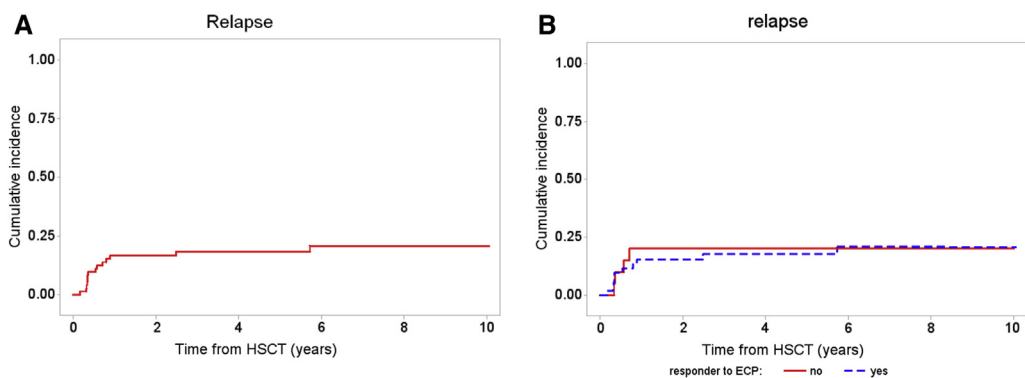 A
Relapse
1.00
0.75
0.50
0.25
0.00
Cumulative incidence
0 2 4 6 8 10
Time from HSCT (years)
B
relapse
1.00
0.75
0.50
0.25
0.00
Cumulative incidence
0 2 4 6 8 10
Time from HSCT (years)
responder to ECP: no yes